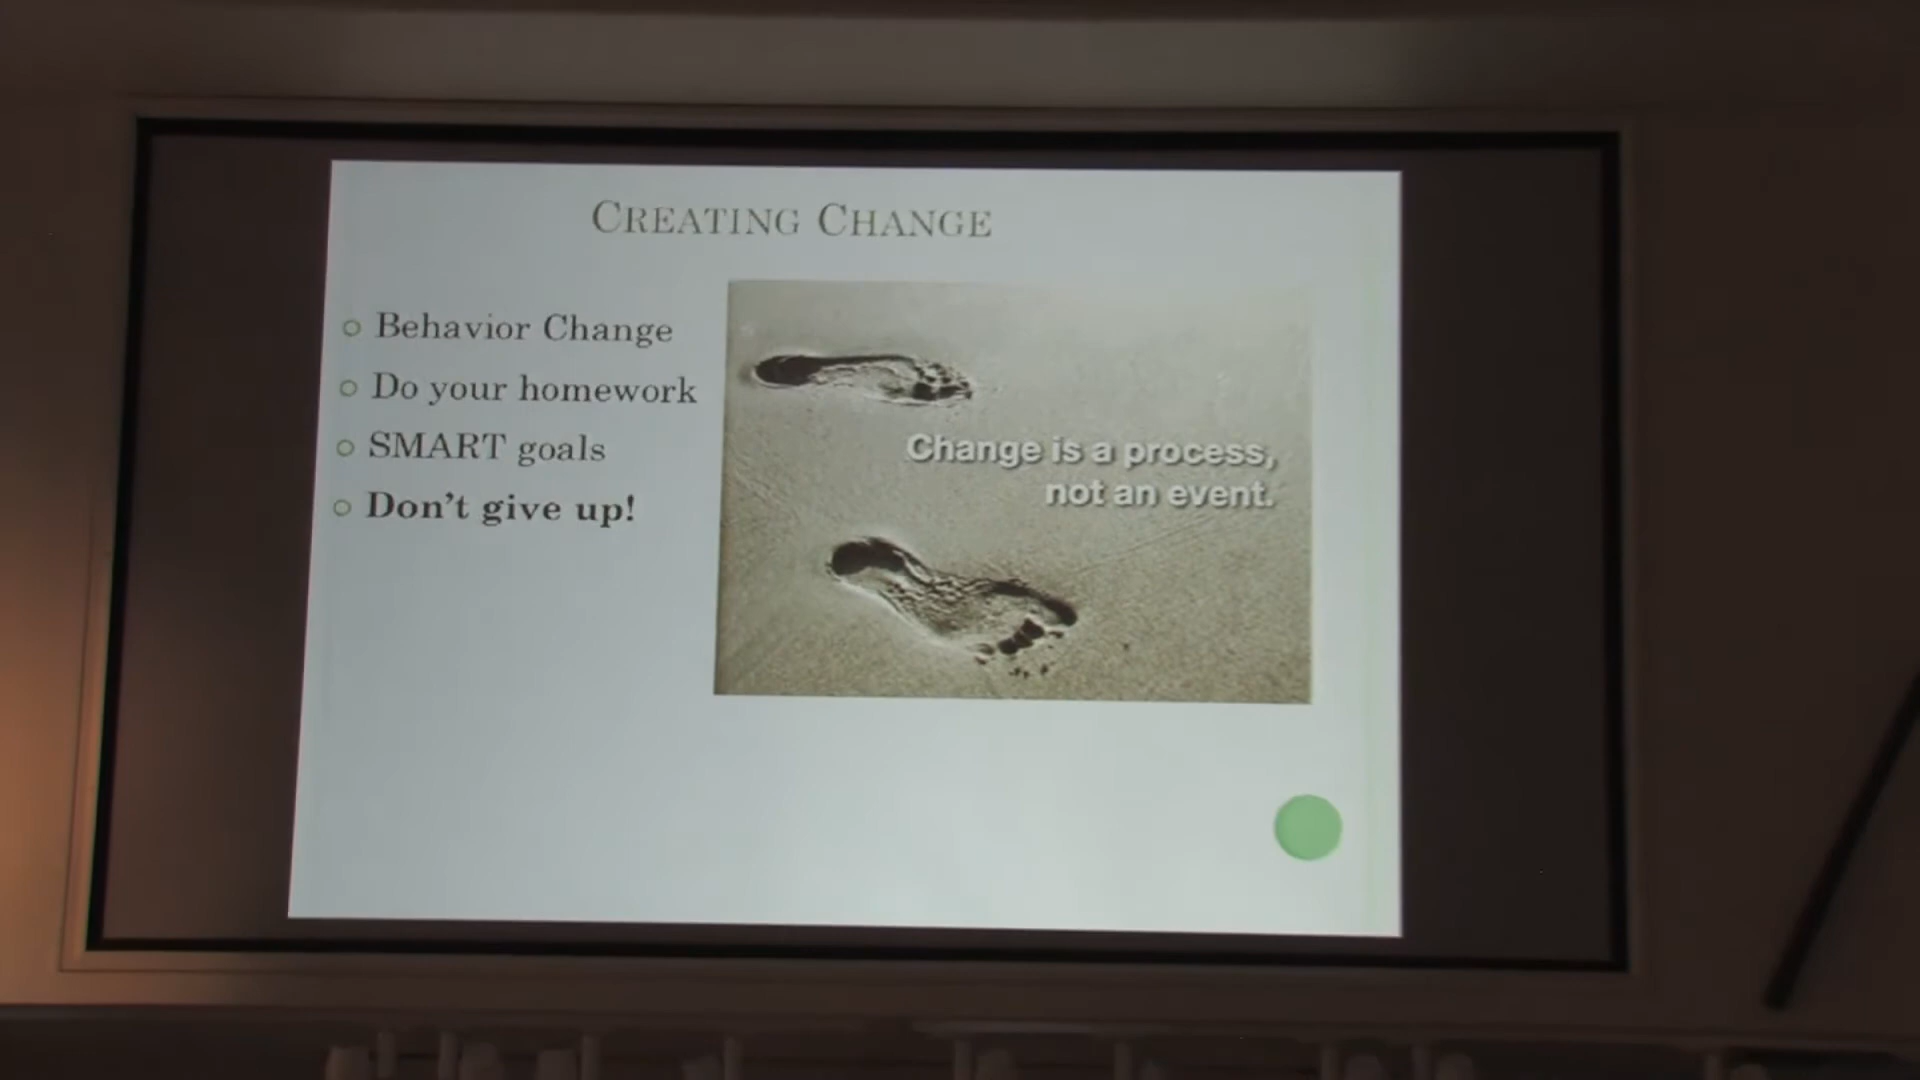 CREATING CHANGE
Behavior Change
Do your homework
SMART goals
Don't give up!
Change is a process,
not an event.